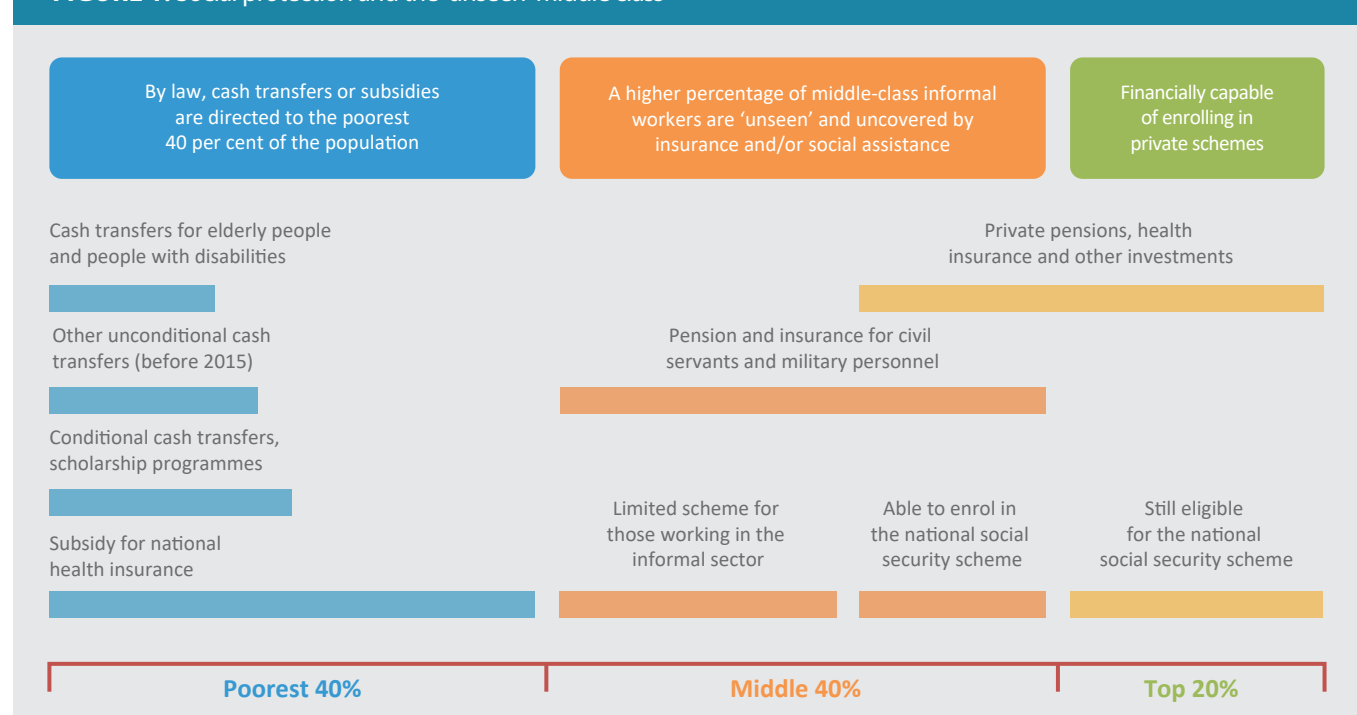 By law, cash transfers or subsidies
are directed to the poorest
40 per cent of the population
A higher percentage of middle-class informal
workers are ‘unseen’ and uncovered by
insurance and/or social assistance
Financially capable
of enrolling in
private schemes
Cash transfers for elderly people
and people with disabilities
Private pensions, health
insurance and other investments
Other unconditional cash
transfers (before 2015)
Pension and insurance for civil
servants and military personnel
Conditional cash transfers,
scholarship programmes
Subsidy for national
health insurance
Limited scheme for
those working in the
informal sector
Able to enrol in
the national social
security scheme
Still eligible
for the national
social security scheme
Poorest 40%
Middle 40%
Top 20%